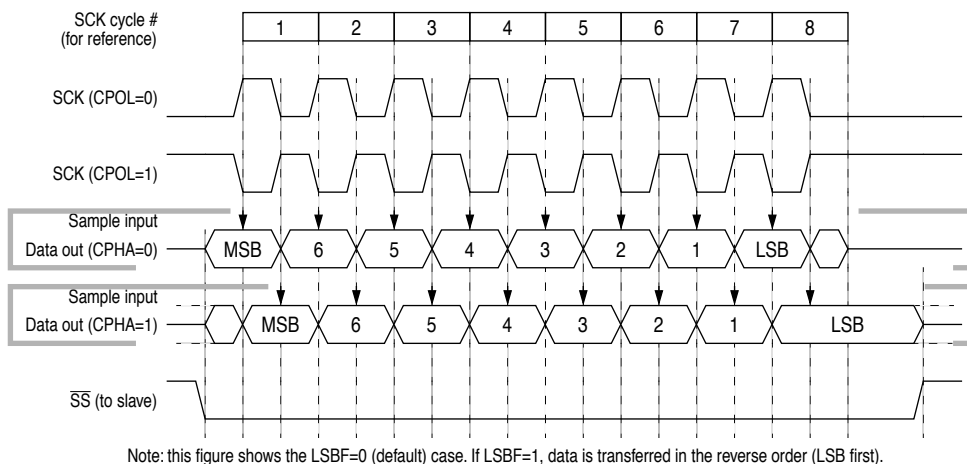 SCK cycle #
(for reference)
1 2 3 4 5 6 7 8
SCK (CPOL=0)
SCK (CPOL=1)
Sample input
Data out (CPHA=0)
MSB 6 5 4 3 2 1 LSB
Sample input
Data out (CPHA=1)
MSB 6 5 4 3 2 1 LSB
S̅S̅ (to slave)
Note: this figure shows the LSBF=0 (default) case. If LSBF=1, data is transferred in the reverse order (LSB first).